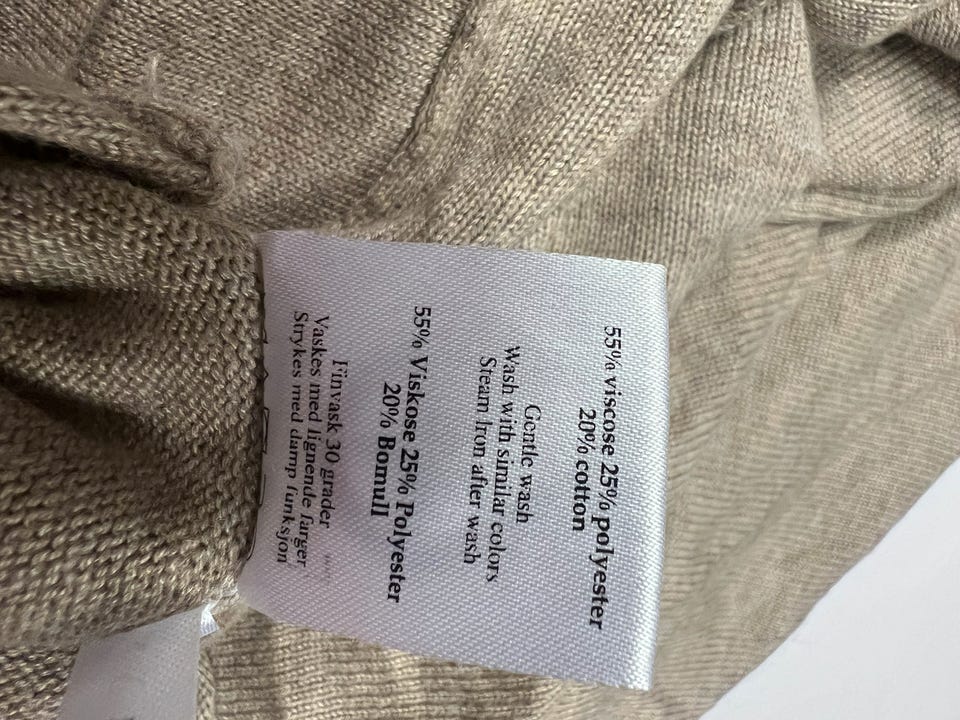 55% viscose 25% polyester
20% cotton
Gentle wash
Wash with similar colors
Steam Iron after wash
55% Viskose 25% Polyester
20% Bomull
Finvask 30 grader
Vaskes med lignende farger
Strykes med damp funksjon